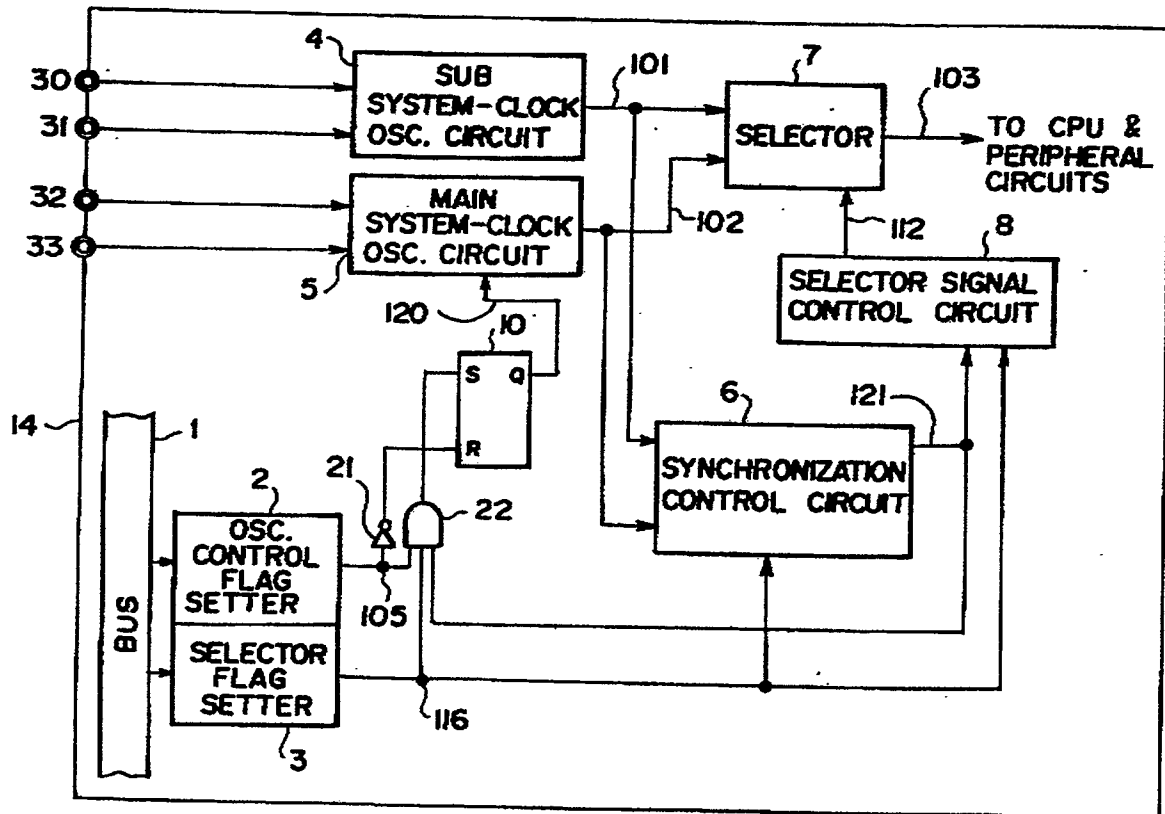 4
7
30
SUB
SYSTEM-CLOCK
OSC. CIRCUIT
101
103
31
SELECTOR
TO CPU &
PERIPHERAL
CIRCUITS
32
MAIN
SYSTEM-CLOCK
OSC. CIRCUIT
102
112
8
33
5
120
SELECTOR SIGNAL
CONTROL CIRCUIT
10
S Q
R
6
121
14
1
21
22
SYNCHRONIZATION
CONTROL CIRCUIT
2
OSC.
CONTROL
FLAG
SETTER
105
BUS
SELECTOR
FLAG
SETTER
116
3